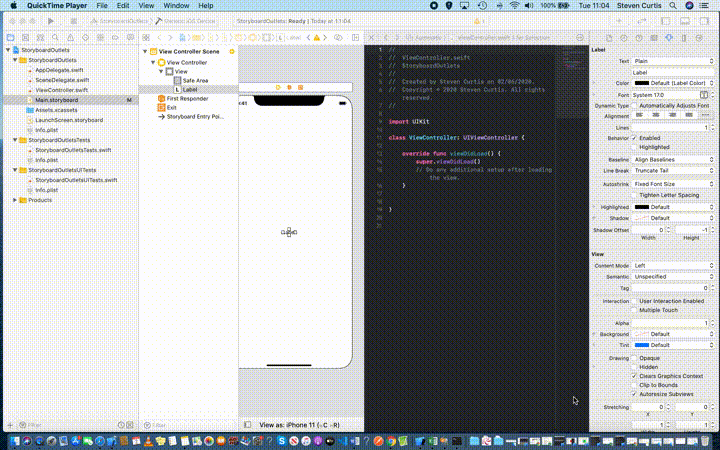 QuickTime Player File Edit View Window Help 100% Tue 11:04 Steven Curtis
StoryboardOutlets: Ready | Today at 11:04
StoryboardOutlets
StoryboardOutlets
AppDelegate.swift
SceneDelegate.swift
ViewController.swift
Main.storyboard M
Assets.xcassets
LaunchScreen.storyboard
Info.plist
StoryboardOutletsTests
StoryboardOutletsTests.swift
Info.plist
StoryboardOutletsUITests
StoryboardOutletsUITests.swift
Info.plist
Products
Filter
View Controller Scene
View Controller
View
Safe Area
L Label
First Responder
Exit
Storyboard Entry Poi...
Filter
View as: iPhone 11
//
// ViewController.swift
// StoryboardOutlets
//
// Created by Steven Curtis on 02/06/2020.
// Copyright © 2020 Steven Curtis. All rights
reserved.
//
import UIKit
class ViewController: UIViewController {
override func viewDidLoad() {
super.viewDidLoad()
// Do any additional setup after loading
the view.
}
}
Label
Text Plain
Label
Color Default (Label Color)
Font System 17.0
Dynamic Type Automatically Adjusts Font
Alignment
Lines 1
Behavior Enabled
Highlighted
Baseline Align Baselines
Line Break Truncate Tail
Autoshrink Fixed Font Size
Tighten Letter Spacing
Highlighted Default
Shadow Default
Shadow Offset 0 -1
Width Height
View
Content Mode Left
Semantic Unspecified
Tag 0
Interaction User Interaction Enabled
Multiple Touch
Alpha 1
Background Default
Tint Default
Drawing Opaque
Hidden
Clears Graphics Context
Clip to Bounds
Autoresize Subviews
Stretching 0 0
X Y
1 1